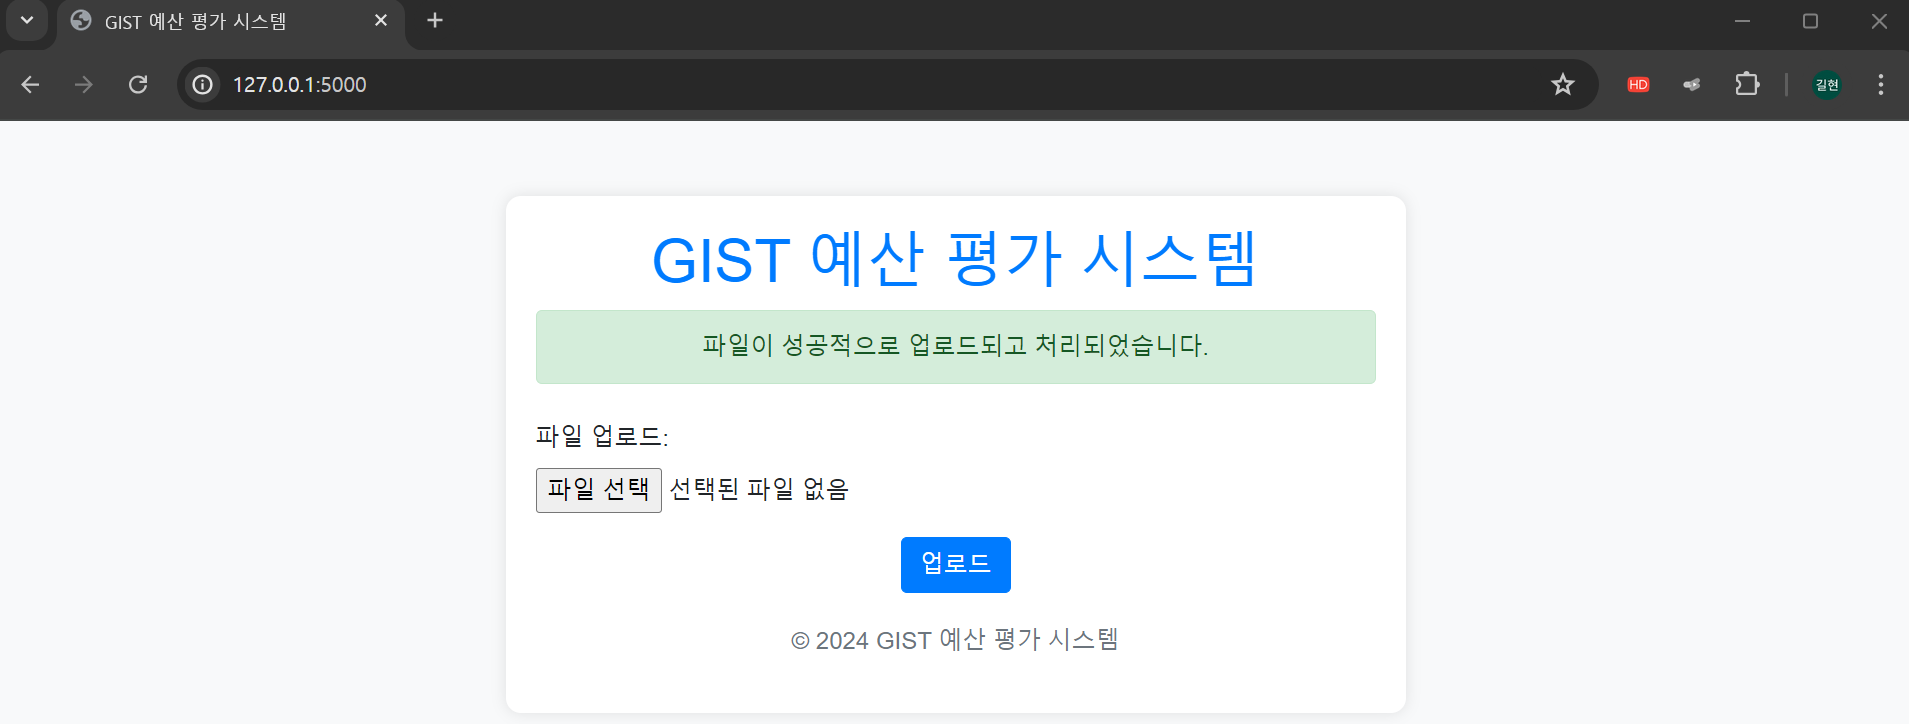 GIST 예산 평가 시스템
127.0.0.1:5000
HD
길현
GIST 예산 평가 시스템
파일이 성공적으로 업로드되고 처리되었습니다.
파일 업로드:
파일 선택 선택된 파일 없음
업로드
© 2024 GIST 예산 평가 시스템